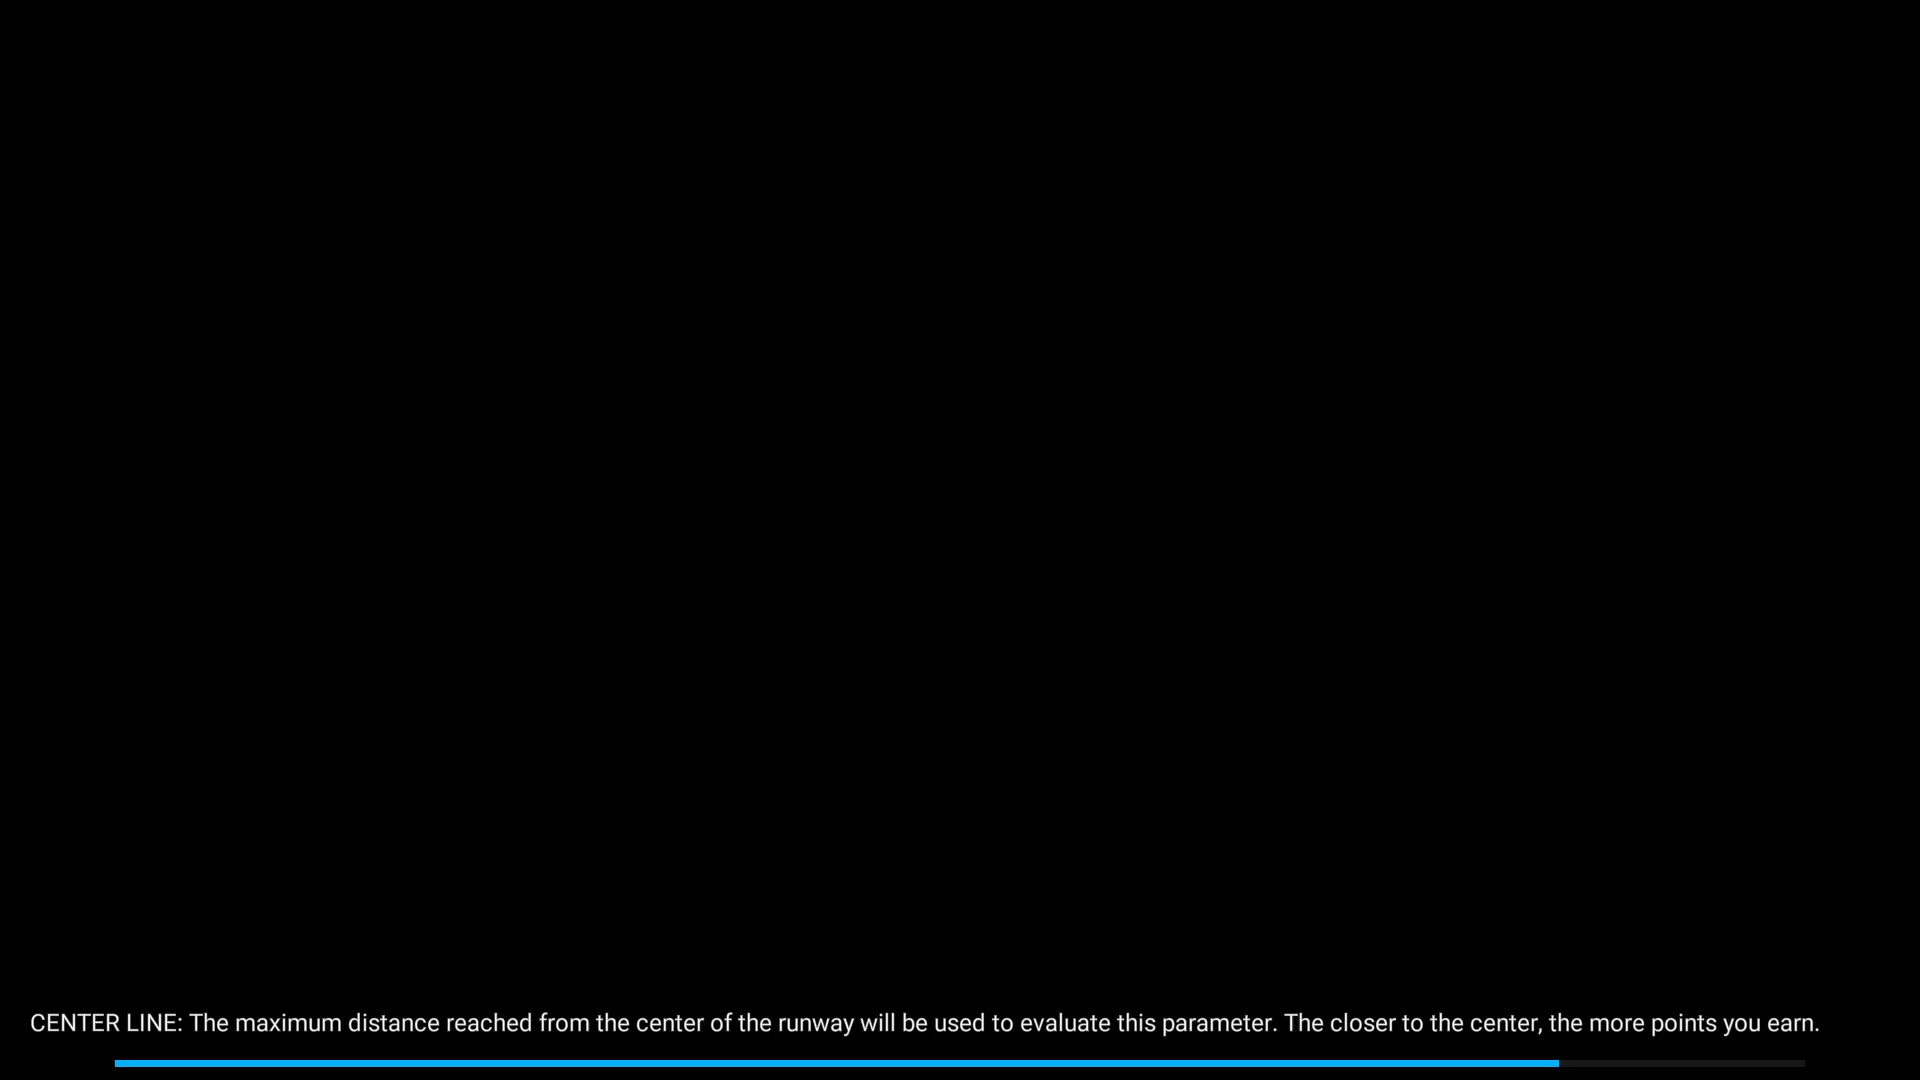 CENTER LINE: The maximum distance reached from the center of the runway will be used to evaluate this parameter. The closer to the center, the more points you earn.